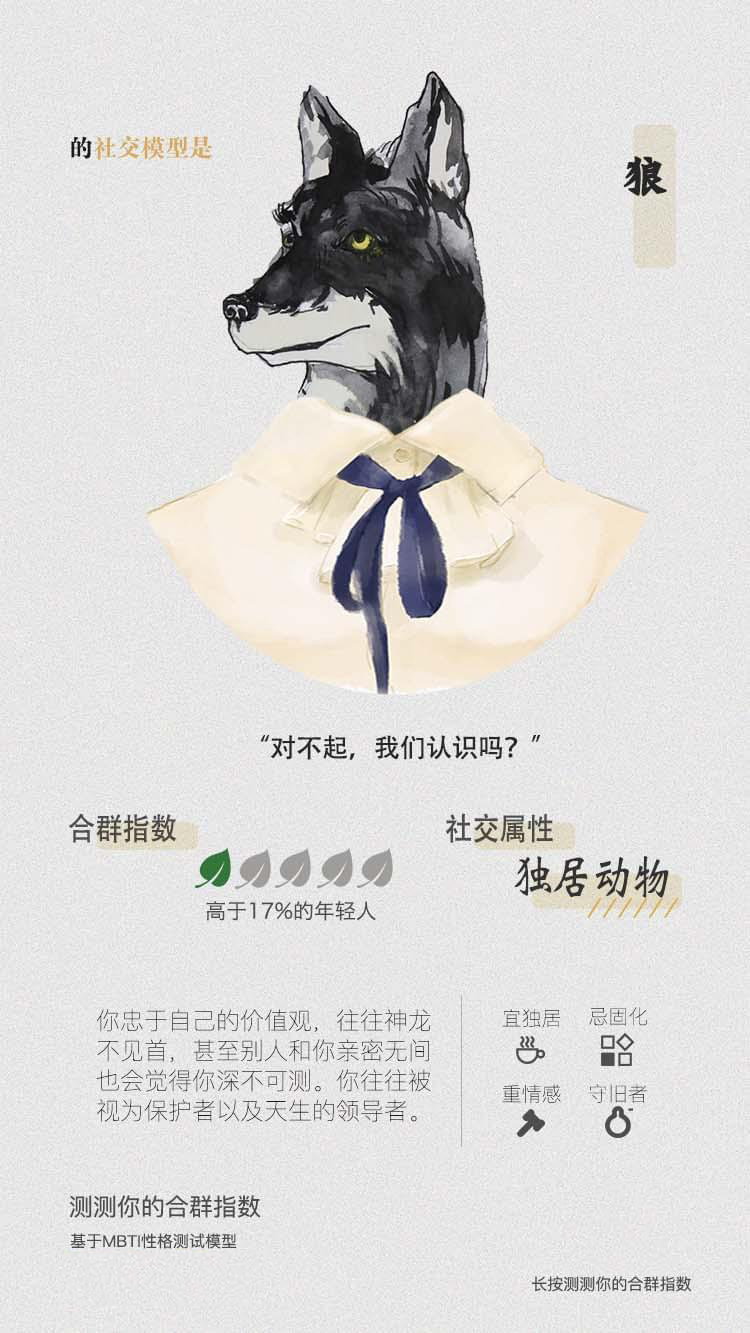 的社交模型是
狼
“对不起，我们认识吗？”
合群指数
社交属性
独居动物
高于17%的年轻人
你忠于自己的价值观，往往神龙
不见首，甚至别人和你亲密无间
也会觉得你深不可测。你往往被
视为保护者以及天生的领导者。
宜独居 忌固化
重情感 守旧者
测测你的合群指数
基于MBTI性格测试模型
长按测测你的合群指数